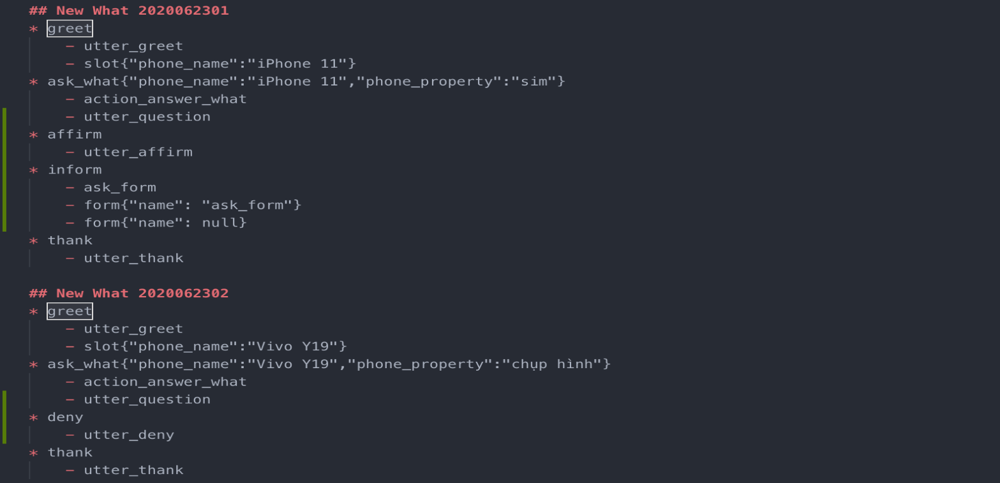 ## New What 2020062301
* greet
- utter_greet
- slot{"phone_name":"iPhone 11"}
* ask_what{"phone_name":"iPhone 11","phone_property":"sim"}
- action_answer_what
- utter_question
* affirm
- utter_affirm
* inform
- ask_form
- form{"name": "ask_form"}
- form{"name": null}
* thank
- utter_thank
## New What 2020062302
* greet
- utter_greet
- slot{"phone_name":"Vivo Y19"}
* ask_what{"phone_name":"Vivo Y19","phone_property":"chụp hình"}
- action_answer_what
- utter_question
* deny
- utter_deny
* thank
- utter_thank